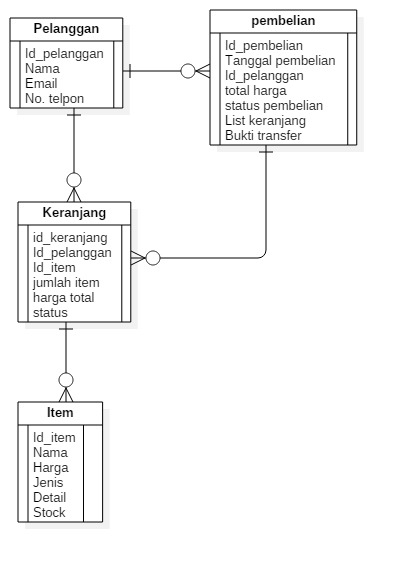 Pelanggan
Id_pelanggan
Nama
Email
No. telpon
pembelian
Id_pembelian
Tanggal pembelian
Id_pelanggan
total harga
status pembelian
List keranjang
Bukti transfer
Keranjang
id_keranjang
Id_pelanggan
Id_item
jumlah item
harga total
status
Item
Id_item
Nama
Harga
Jenis
Detail
Stock